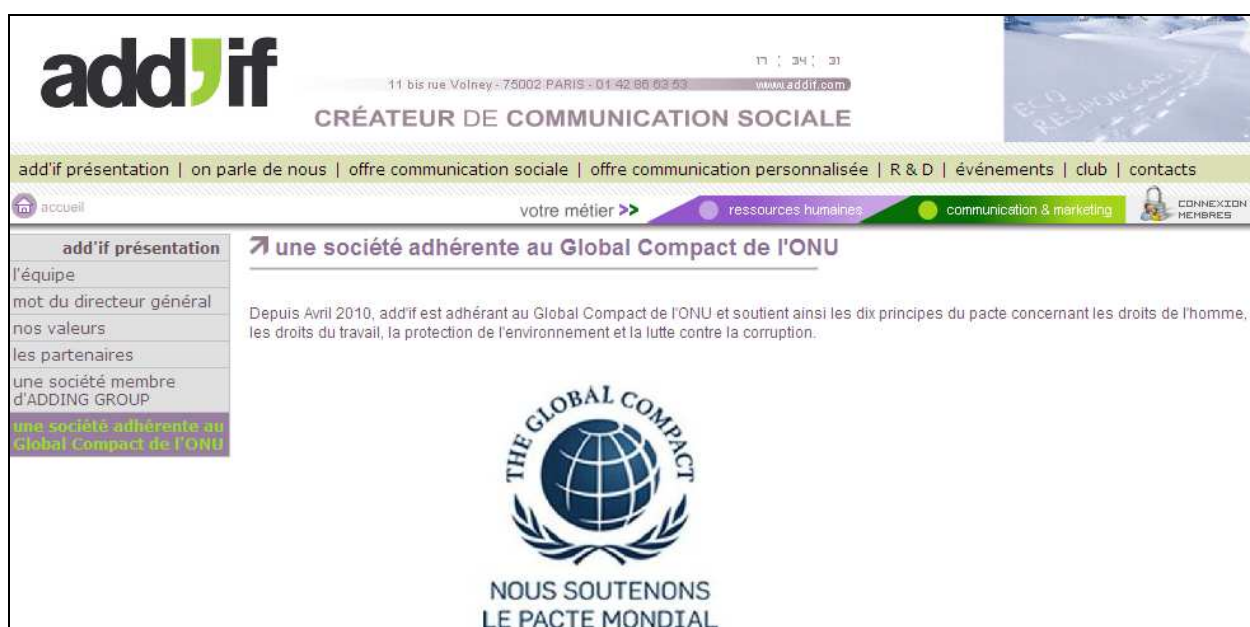 add'if
17 : 34 : 31
11 bis rue Volney - 75002 PARIS - 01 42 86 63 53
www.addif.com
CRÉATEUR DE COMMUNICATION SOCIALE
ECO
RESPONSABLE
add'if présentation | on parle de nous | offre communication sociale | offre communication personnalisée | R & D | événements | club | contacts
accueil
votre métier >>
ressources humaines
communication & marketing
CONNEXION
MEMBRES
add'if présentation
l'équipe
mot du directeur général
nos valeurs
les partenaires
une société membre
d'ADDING GROUP
une société adhérente au
Global Compact de l'ONU
une société adhérente au Global Compact de l'ONU
Depuis Avril 2010, add'if est adhérant au Global Compact de l'ONU et soutient ainsi les dix principes du pacte concernant les droits de l'homme,
les droits du travail, la protection de l'environnement et la lutte contre la corruption.
THE GLOBAL COMPACT
NOUS SOUTENONS
LE PACTE MONDIAL